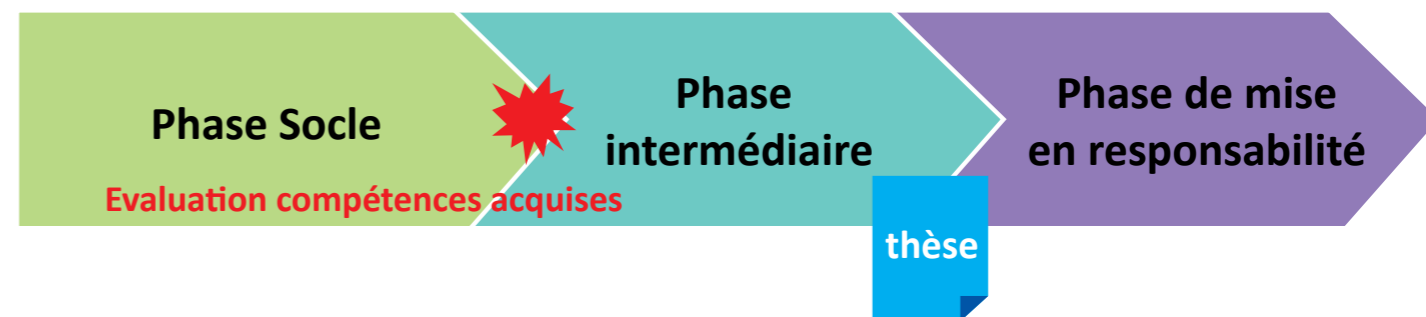 Phase Socle
Evaluation compétences acquises
Phase
intermédiaire
thèse
Phase de mise
en responsabilité